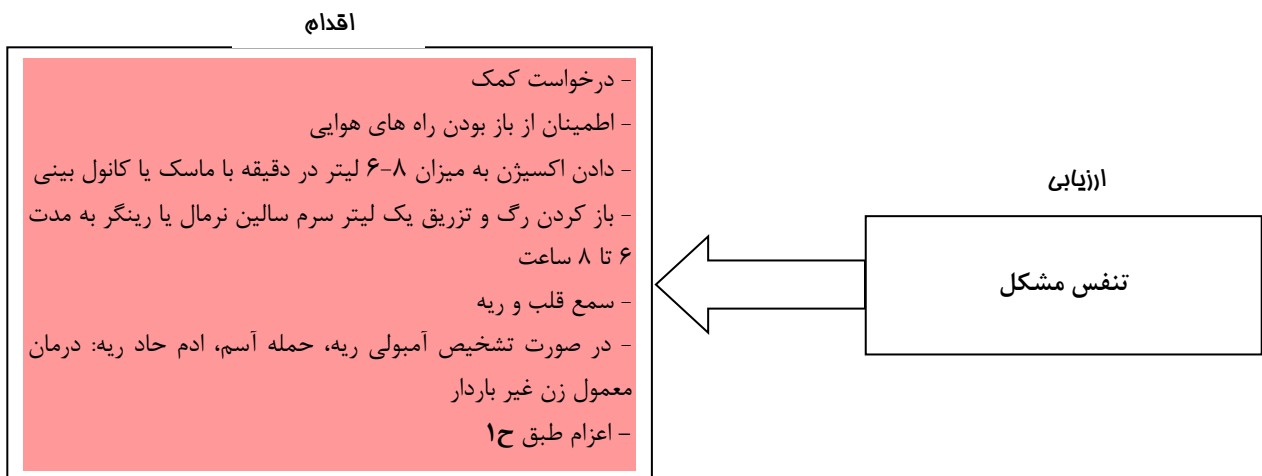 ارزیابی
تنفس مشکل
اقدام
- درخواست کمک
- اطمینان از باز بودن راه های هوایی
- دادن اکسیژن به میزان ۸-۶ لیتر در دقیقه با ماسک یا کانول بینی
- باز کردن رگ و تزریق یک لیتر سرم سالین نرمال یا رینگر به مدت
۶ تا ۸ ساعت
- سمع قلب و ریه
- در صورت تشخیص آمبولی ریه، حمله آسم، ادم حاد ریه: درمان
معمول زن غیر باردار
- اعزام طبق ح۱